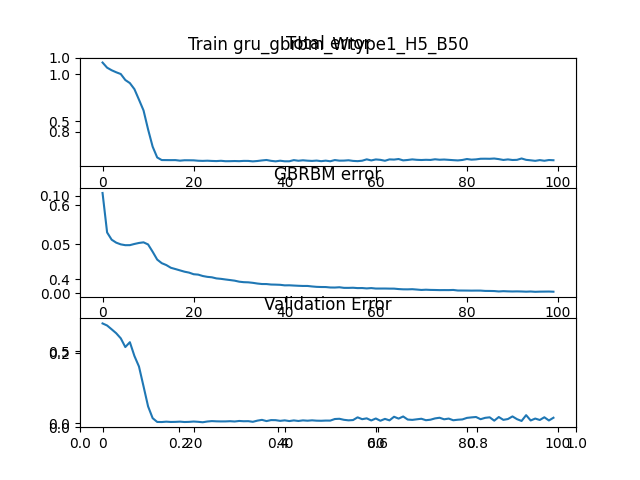 Total error
Train gru_gbrbm_Wtype1_H5_B50
1.0
1.0
0.5
0.8
0 20 40 60 80 100
GBRBM error
0.10
0.6
0.05
0.4
0.00
0 20 40 60 80 100
Validation Error
0.5
0.2
0.0
0.0
0.0 0 0.2 20 0.4 40 0.6 60 0.8 80 100 1.0